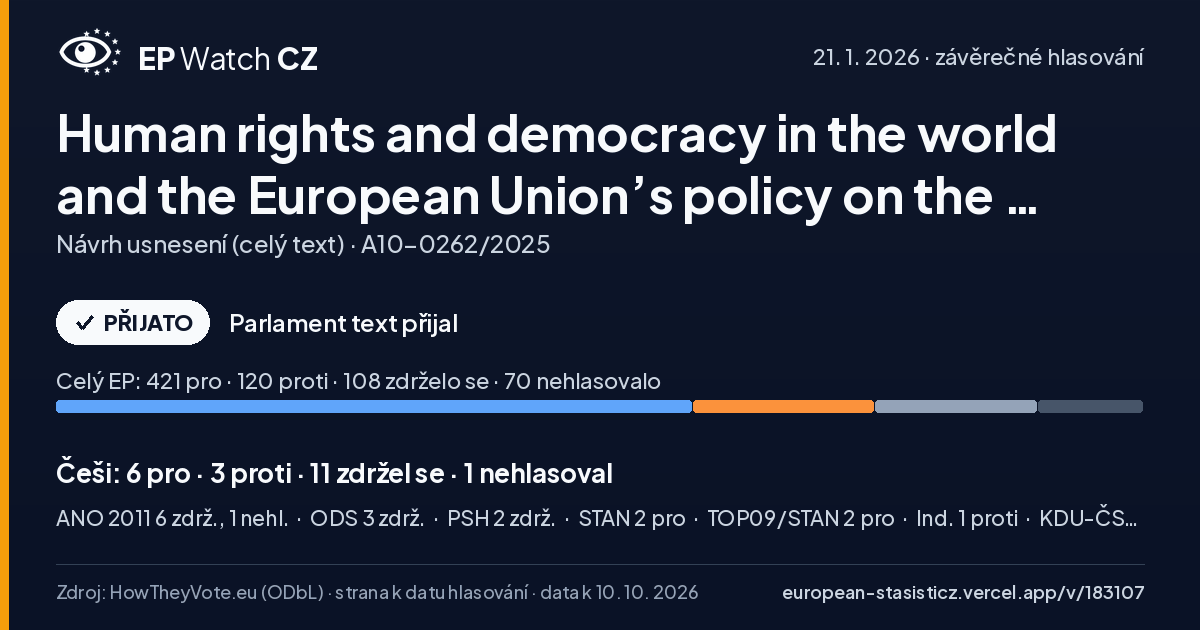 EP Watch CZ
21. 1. 2026 · závěrečné hlasování
Human rights and democracy in the world
and the European Union’s policy on the …
Návrh usnesení (celý text) · A10–0262/2025
✓ PŘIJATO
Parlament text přijal
Celý EP: 421 pro · 120 proti · 108 zdrželo se · 70 nehlasovalo
Češi: 6 pro · 3 proti · 11 zdržel se · 1 nehlasoval
ANO 2011 6 zdrž., 1 nehl. · ODS 3 zdrž. · PSH 2 zdrž. · STAN 2 pro · TOP09/STAN 2 pro · Ind. 1 proti · KDU-ČS…
Zdroj: HowTheyVote.eu (ODbL) · strana k datu hlasování · data k 10. 10. 2026
european-stasisticz.vercel.app/v/183107